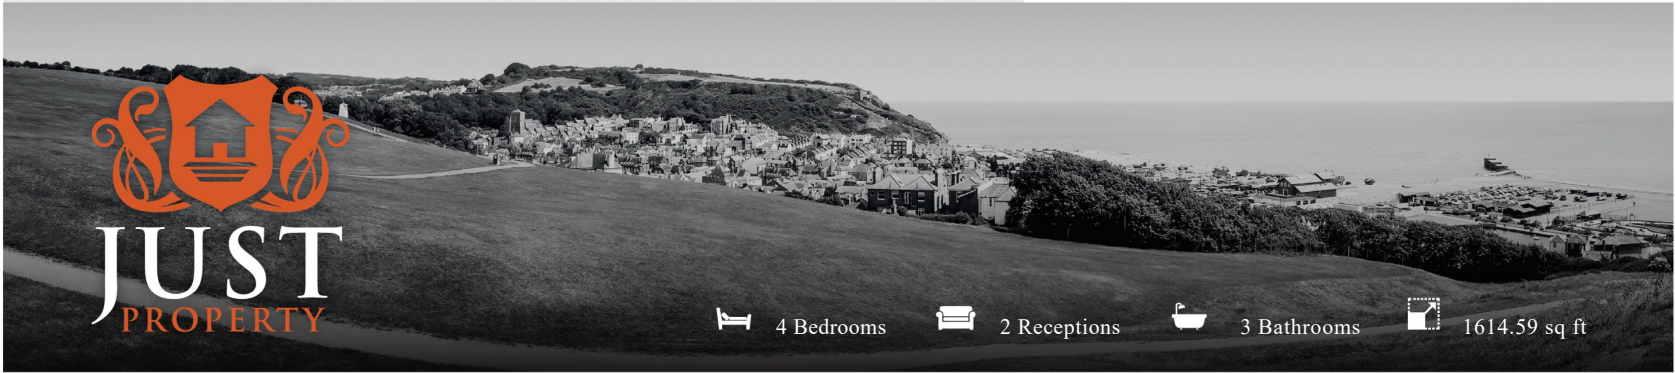 JUST
PROPERTY
4 Bedrooms
2 Receptions
3 Bathrooms
1614.59 sq ft